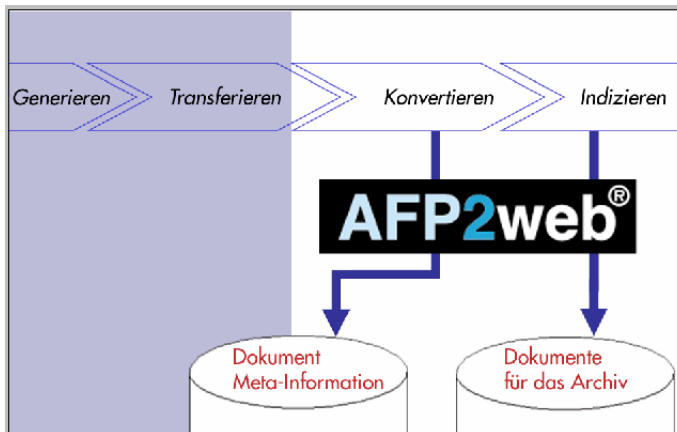 Generieren Transferieren Konvertieren Indizieren
AFP2web®
Dokument
Meta-Information
Dokumente
für das Archiv